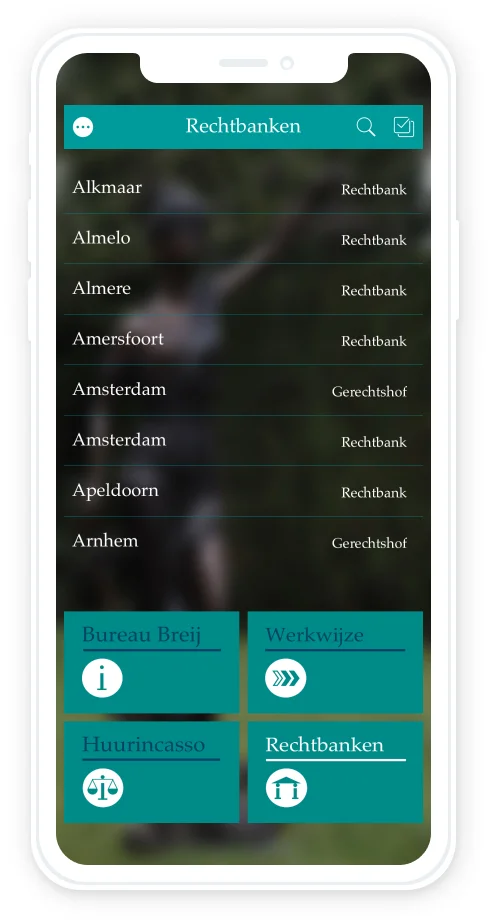 Rechtbanken
Alkmaar Rechtbank
Almelo Rechtbank
Almere Rechtbank
Amersfoort Rechtbank
Amsterdam Gerechtshof
Amsterdam Rechtbank
Apeldoorn Rechtbank
Arnhem Gerechtshof
Bureau Breij Werkwijze
Huurincasso Rechtbanken